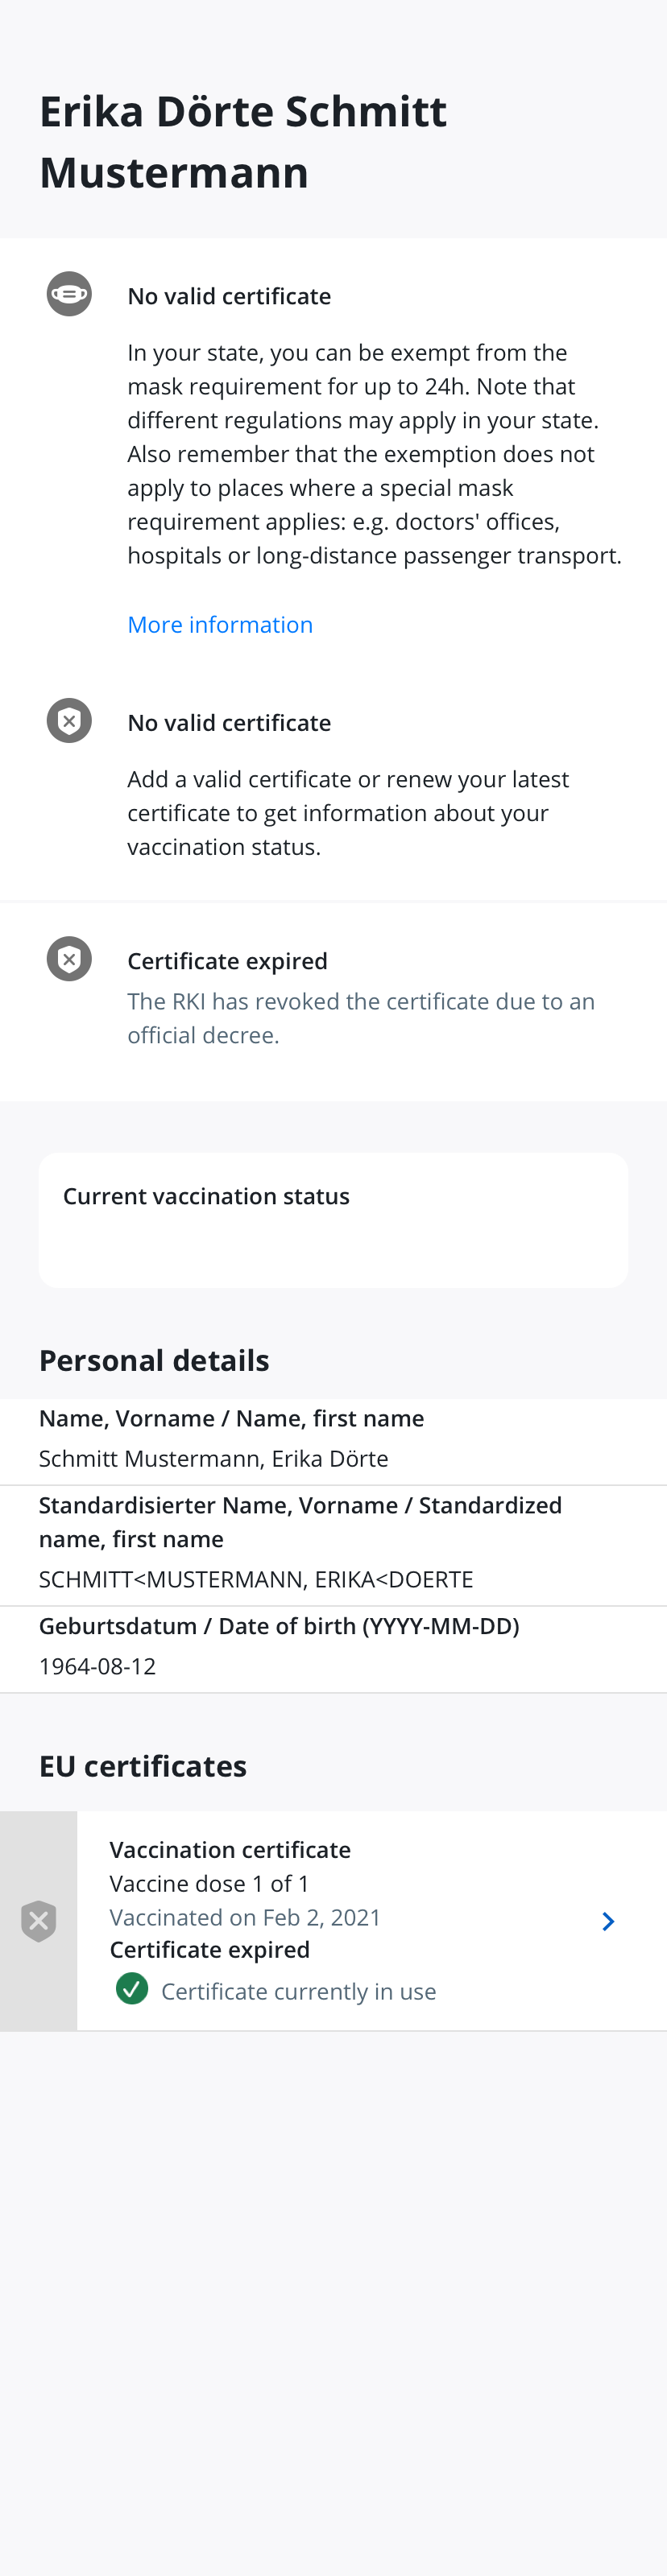 Erika Dörte Schmitt
Mustermann
No valid certificate
In your state, you can be exempt from the
mask requirement for up to 24h. Note that
different regulations may apply in your state.
Also remember that the exemption does not
apply to places where a special mask
requirement applies: e.g. doctors' offices,
hospitals or long-distance passenger transport.
More information
No valid certificate
Add a valid certificate or renew your latest
certificate to get information about your
vaccination status.
Certificate expired
The RKI has revoked the certificate due to an
official decree.
Current vaccination status
Personal details
Name, Vorname / Name, first name
Schmitt Mustermann, Erika Dörte
Standardisierter Name, Vorname / Standardized
name, first name
SCHMITT<MUSTERMANN, ERIKA<DOERTE
Geburtsdatum / Date of birth (YYYY-MM-DD)
1964-08-12
EU certificates
Vaccination certificate
Vaccine dose 1 of 1
Vaccinated on Feb 2, 2021
Certificate expired
Certificate currently in use